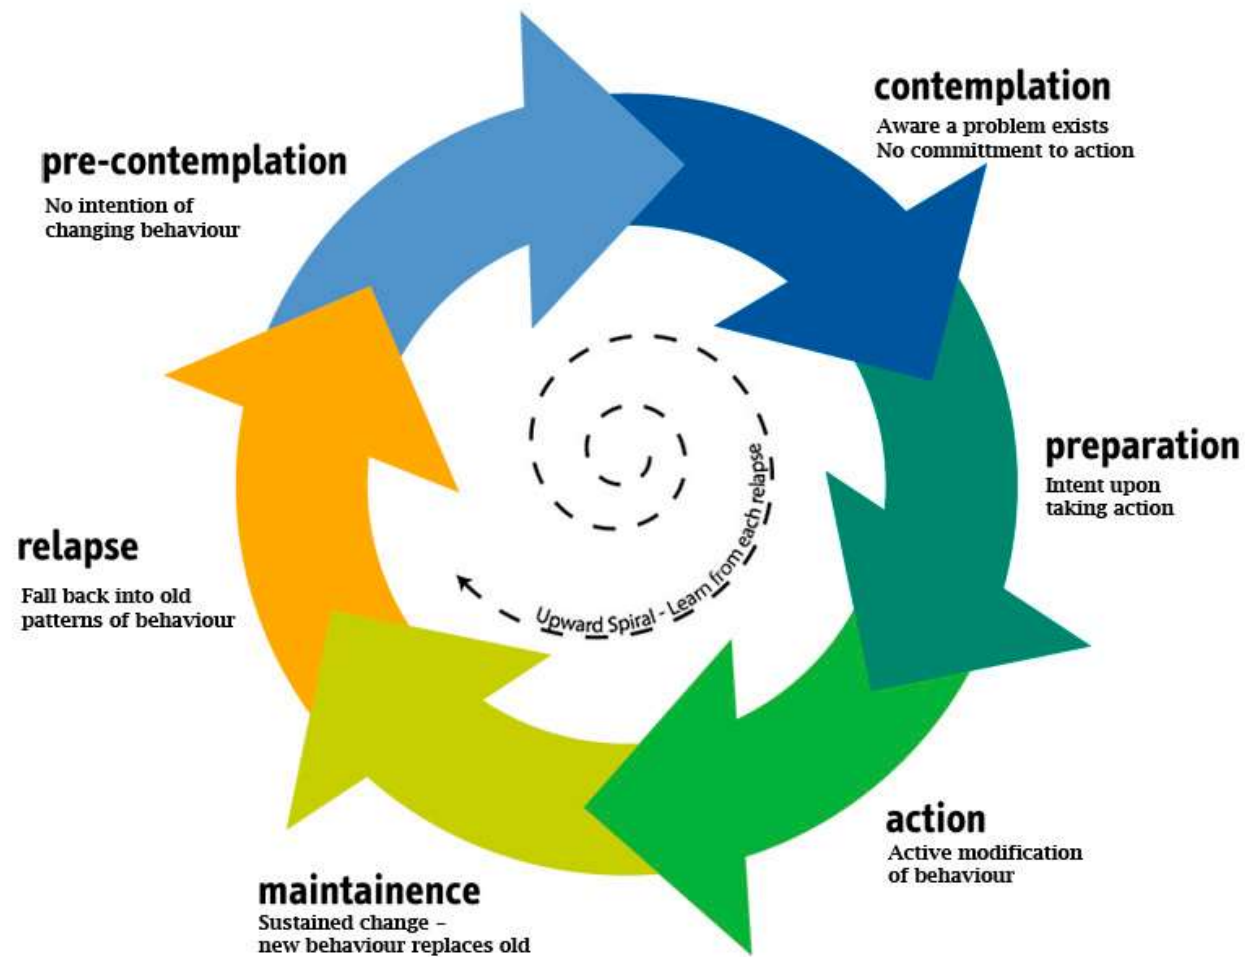 pre-contemplation
No intention of
changing behaviour
contemplation
Aware a problem exists
No committment to action
preparation
Intent upon
taking action
action
Active modification
of behaviour
maintainence
Sustained change –
new behaviour replaces old
relapse
Fall back into old
patterns of behaviour
Upward Spiral - Learn from each relapse